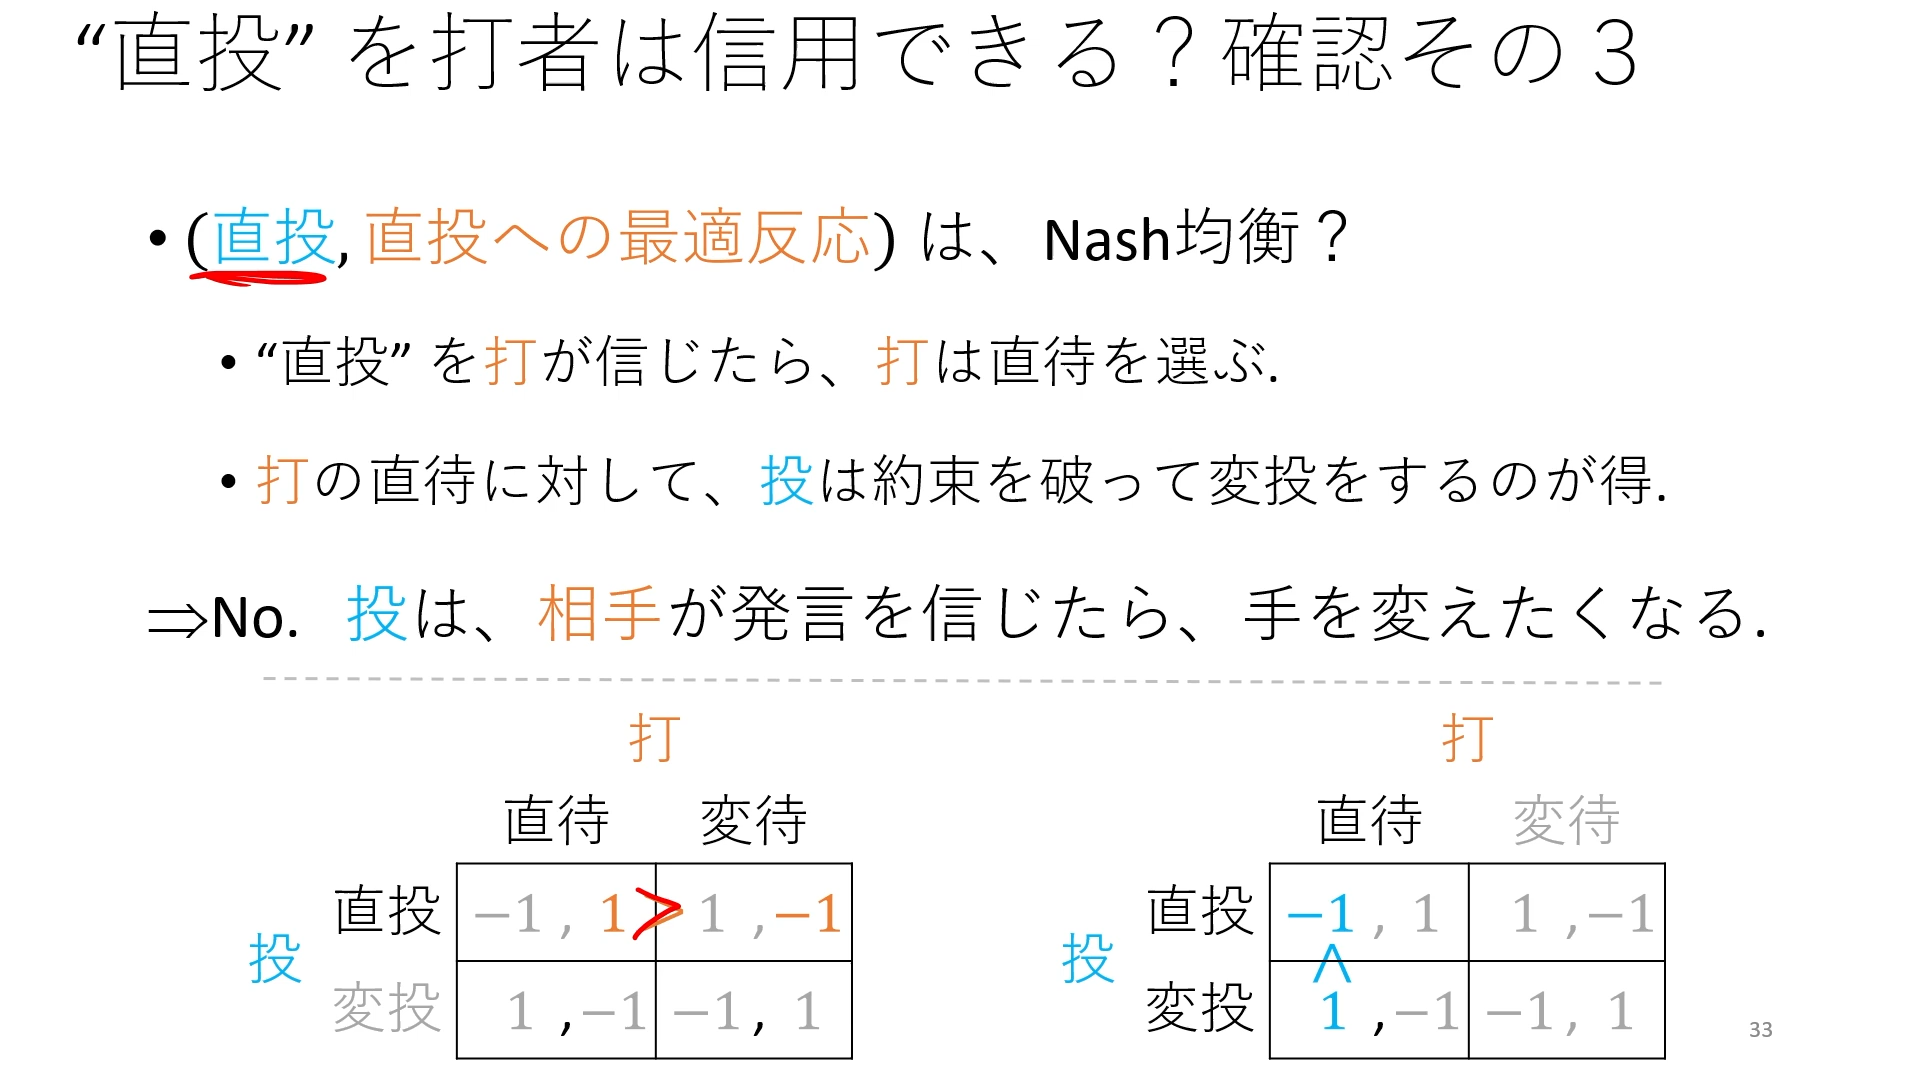 “直投” を打者は信用できる？確認その３
• (直投, 直投への最適反応) は、Nash均衡？
• “直投” を打が信じたら、打は直待を選ぶ.
• 打の直待に対して、投は約束を破って変投をするのが得.
⇒No. 投は、相手が発言を信じたら、手を変えたくなる.
打
直待 変待
投
直投 −1 , 1 > 1 , −1
変投 1 , −1 −1 , 1
打
直待 変待
投
直投 −1 , 1 1 , −1
∧
変投 1 , −1 −1 , 1
33